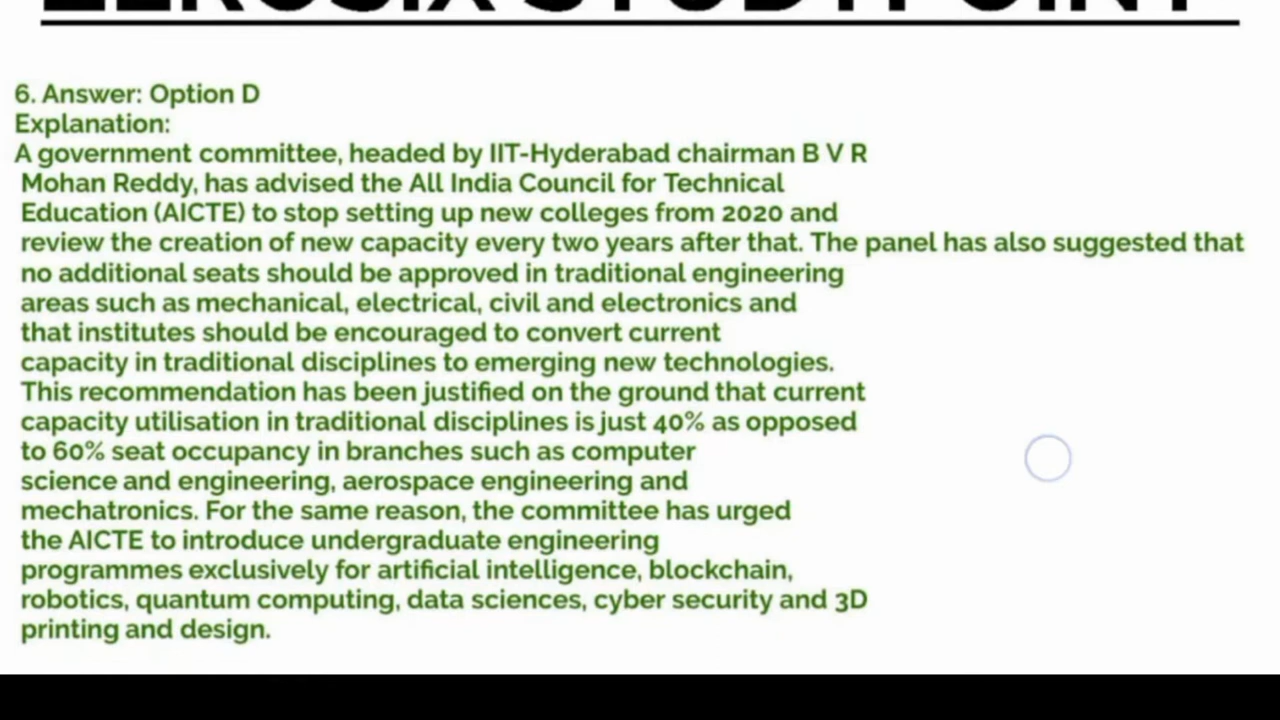 ZEROSIX STUDY POINT
6. Answer: Option D
Explanation:
A government committee, headed by IIT-Hyderabad chairman B V R
Mohan Reddy, has advised the All India Council for Technical
Education (AICTE) to stop setting up new colleges from 2020 and
review the creation of new capacity every two years after that. The panel has also suggested that
no additional seats should be approved in traditional engineering
areas such as mechanical, electrical, civil and electronics and
that institutes should be encouraged to convert current
capacity in traditional disciplines to emerging new technologies.
This recommendation has been justified on the ground that current
capacity utilisation in traditional disciplines is just 40% as opposed
to 60% seat occupancy in branches such as computer
science and engineering, aerospace engineering and
mechatronics. For the same reason, the committee has urged
the AICTE to introduce undergraduate engineering
programmes exclusively for artificial intelligence, blockchain,
robotics, quantum computing, data sciences, cyber security and 3D
printing and design.